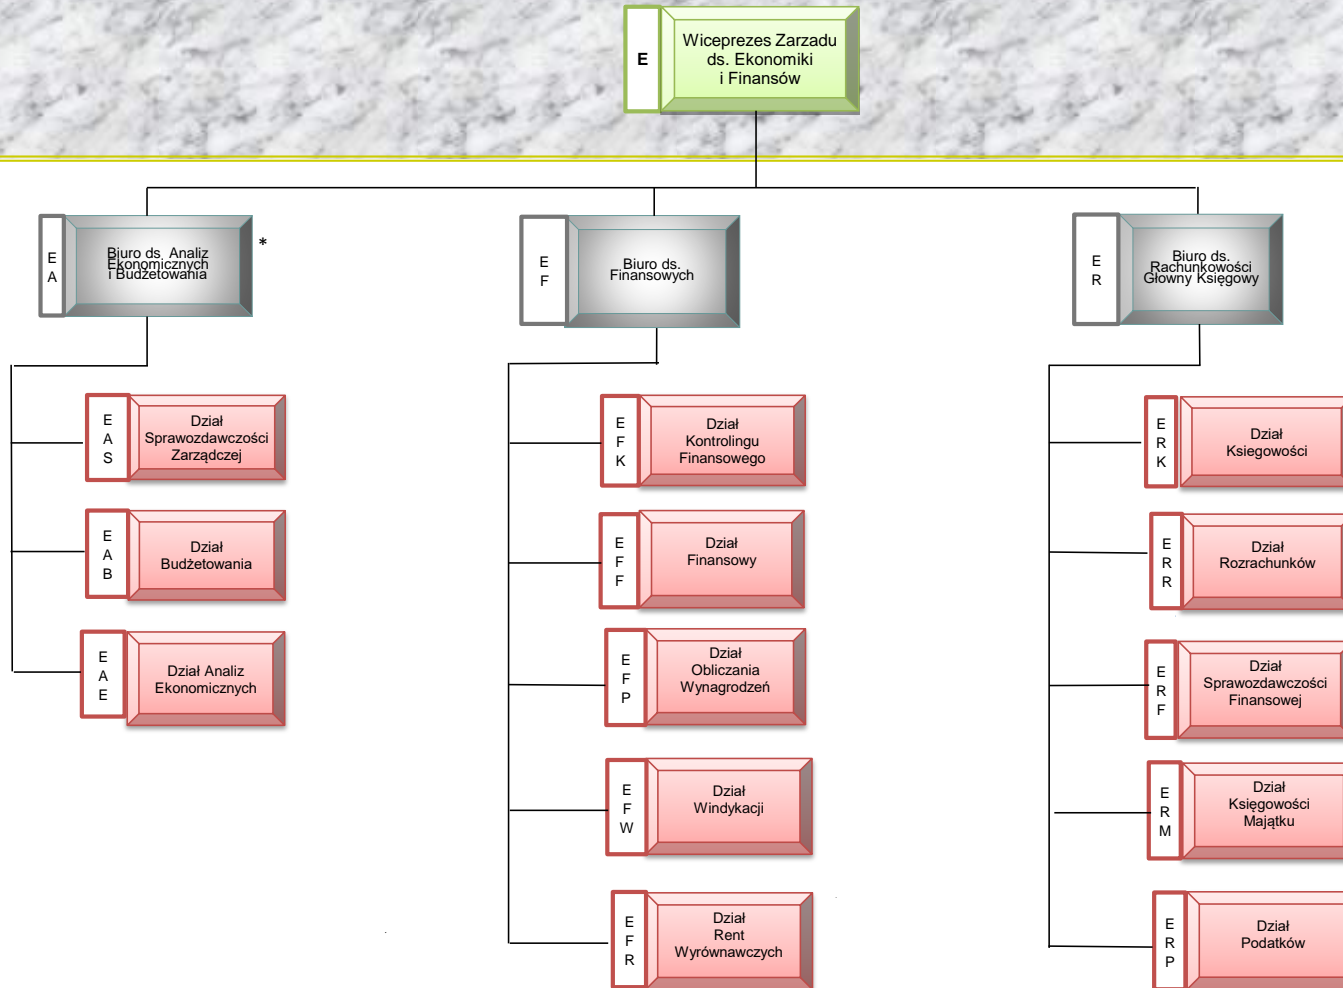 E
Wiceprezes Zarzadu
ds. Ekonomiki
i Finansów
E
A
Biuro ds. Analiz
Ekonomicznych
i Budżetowania
*
E
F
Biuro ds.
Finansowych
E
R
Biuro ds.
Rachunkowości
Głowny Księgowy
E
A
S
Dział
Sprawozdawczości
Zarządczej
E
A
B
Dział
Budżetowania
E
A
E
Dział Analiz
Ekonomicznych
E
F
K
Dział
Kontrolingu
Finansowego
E
F
F
Dział
Finansowy
E
F
P
Dział
Obliczania
Wynagrodzeń
E
F
W
Dział
Windykacji
E
F
R
Dział
Rent
Wyrównawczych
E
R
K
Dział
Ksiegowości
E
R
R
Dział
Rozrachunków
E
R
F
Dział
Sprawozdawczości
Finansowej
E
R
M
Dział
Księgowości
Majątku
E
R
P
Dział
Podatków